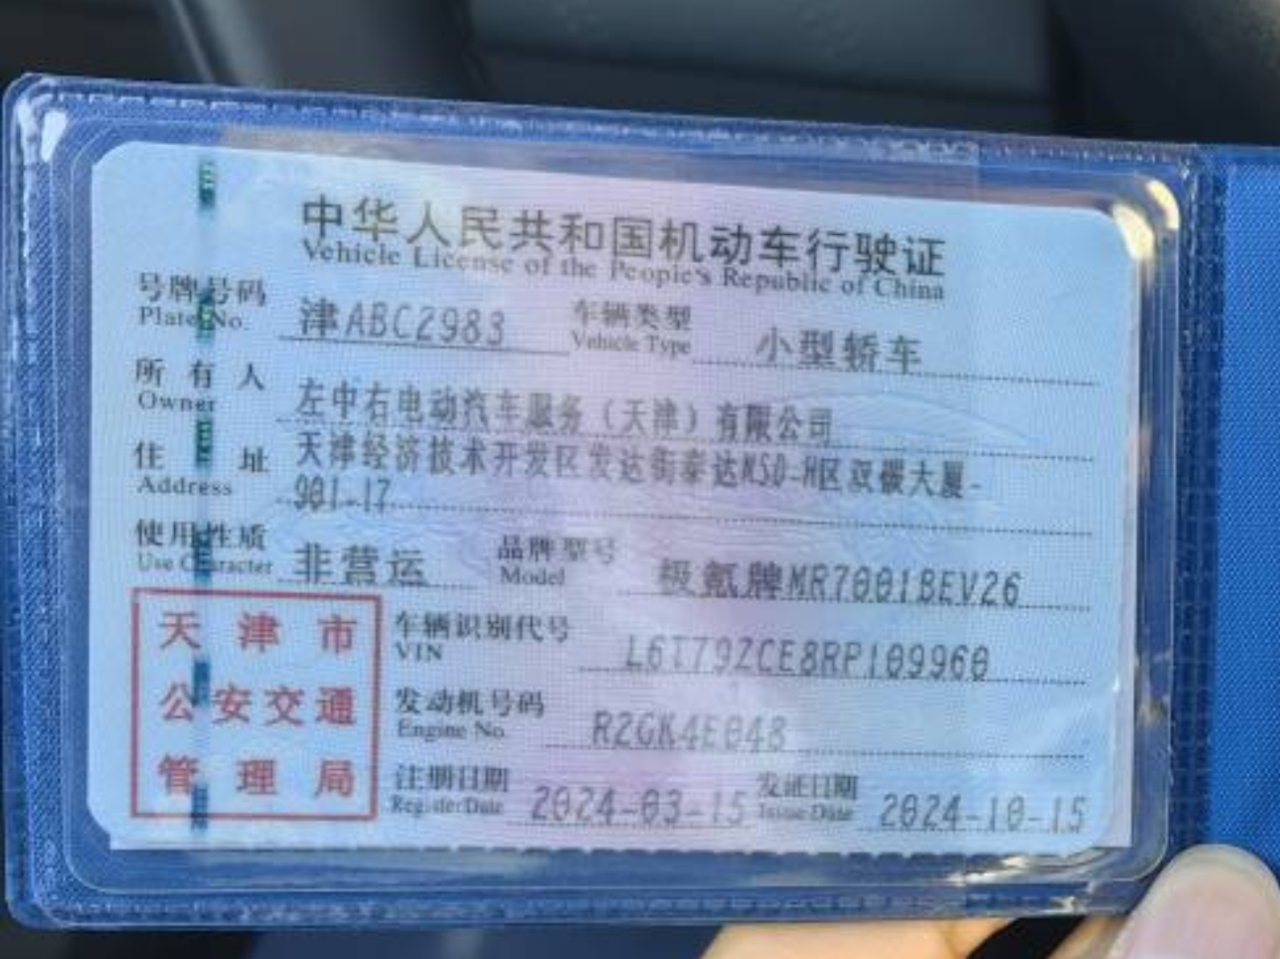 中华人民共和国机动车行驶证
Vehicle License of the People's Republic of China
号牌号码 津ABC2983 车辆类型 小型轿车
Plate No. Vehicle Type
所有人 左中右电动汽车服务（天津）有限公司
Owner
住址 天津经济技术开发区发达街泰达MSD-H区双碳大厦-
Address 901-17
使用性质 非营运 品牌型号 极氪牌MR7001BEV26
Use Character Model
天津市 车辆识别代号 L6T79ZCE8RP109960
VIN
公安交通 发动机号码 R2GK4E048
Engine No.
管理局 注册日期 2024-03-15 发证日期 2024-10-15
Register Date Issue Date